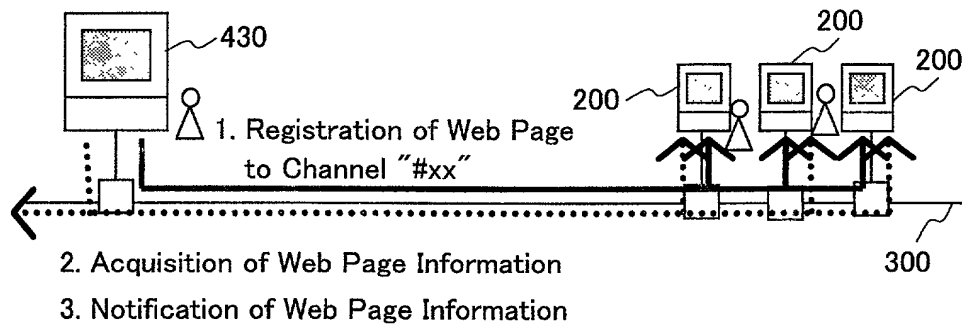 430
200
200
200
1. Registration of Web Page
to Channel "#xx"
300
2. Acquisition of Web Page Information
3. Notification of Web Page Information